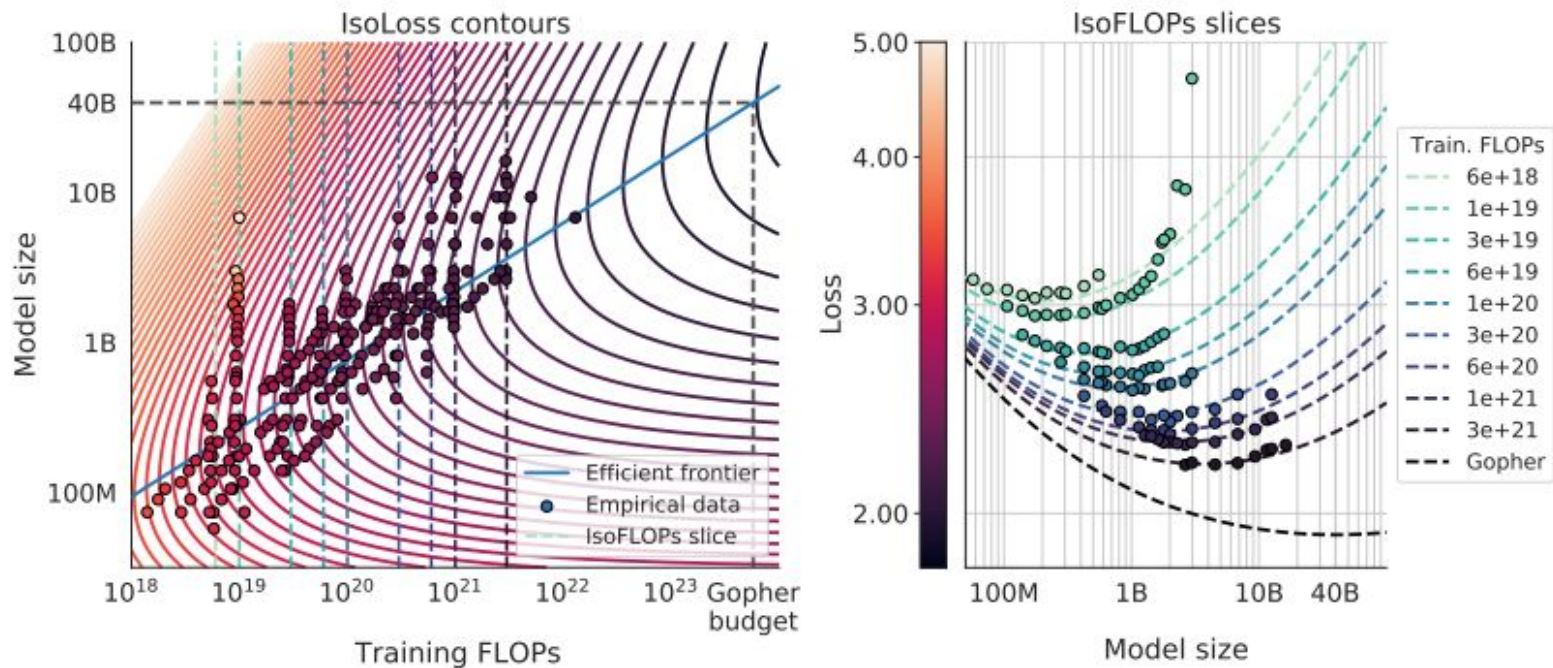 IsoLoss contours
100B
40B
10B
1B
100M
Model size
10^18
10^19
10^20
10^21
10^22
10^23
Gopher
budget
Training FLOPs
Efficient frontier
Empirical data
IsoFLOPs slice
IsoFLOPs slices
5.00
4.00
3.00
2.00
Loss
100M
1B
10B
40B
Model size
Train. FLOPs
6e+18
1e+19
3e+19
6e+19
1e+20
3e+20
6e+20
1e+21
3e+21
Gopher